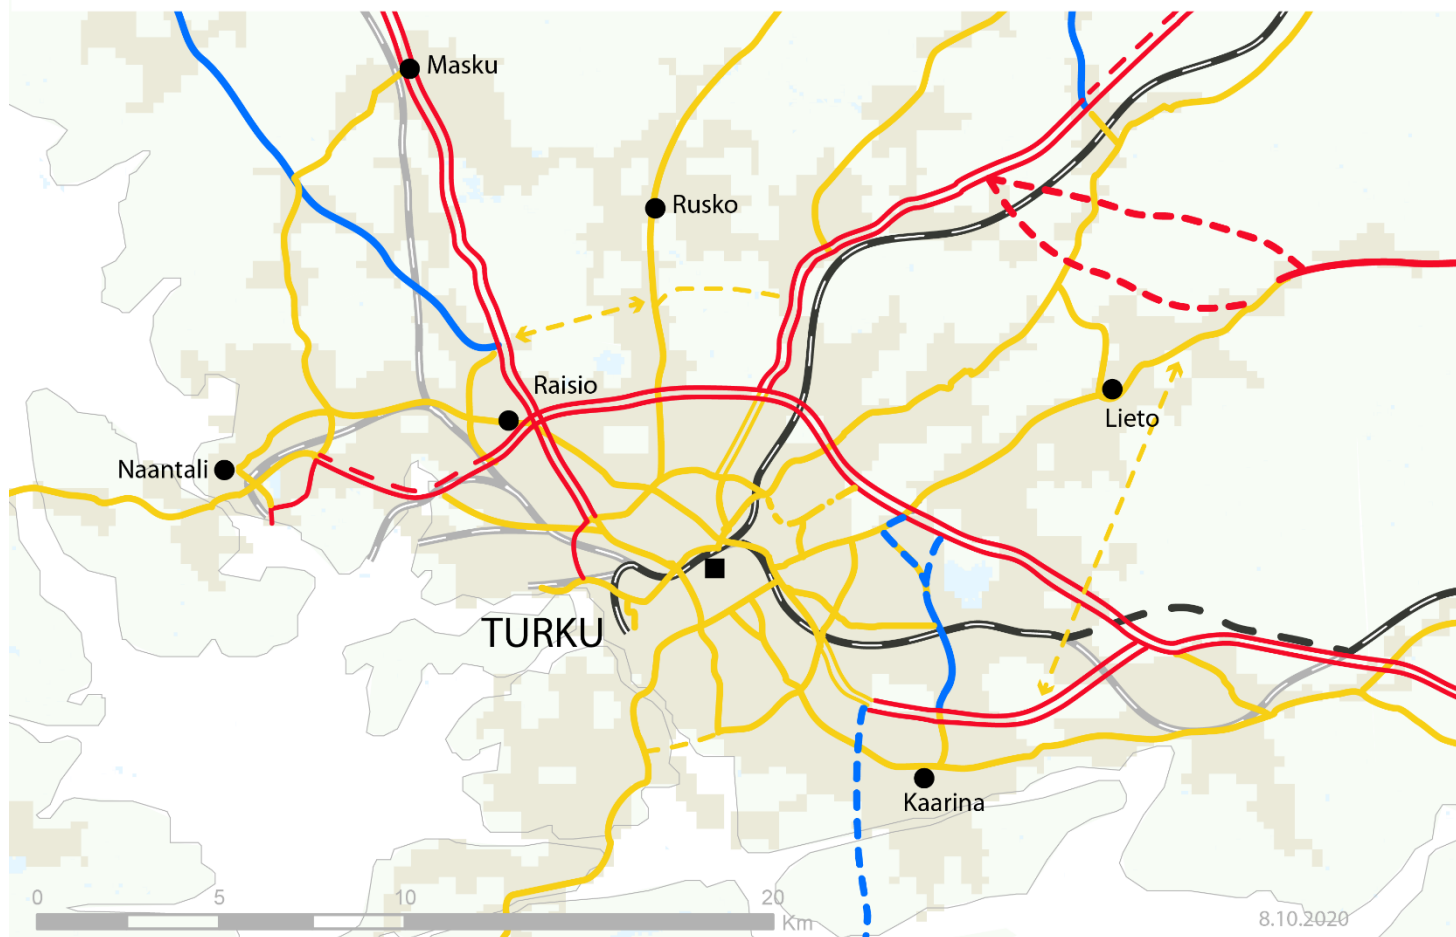 Masku
Rusko
Raisio
Lieto
Naantali
TURKU
Kaarina
0 5 10 20
Km
8.10.2020